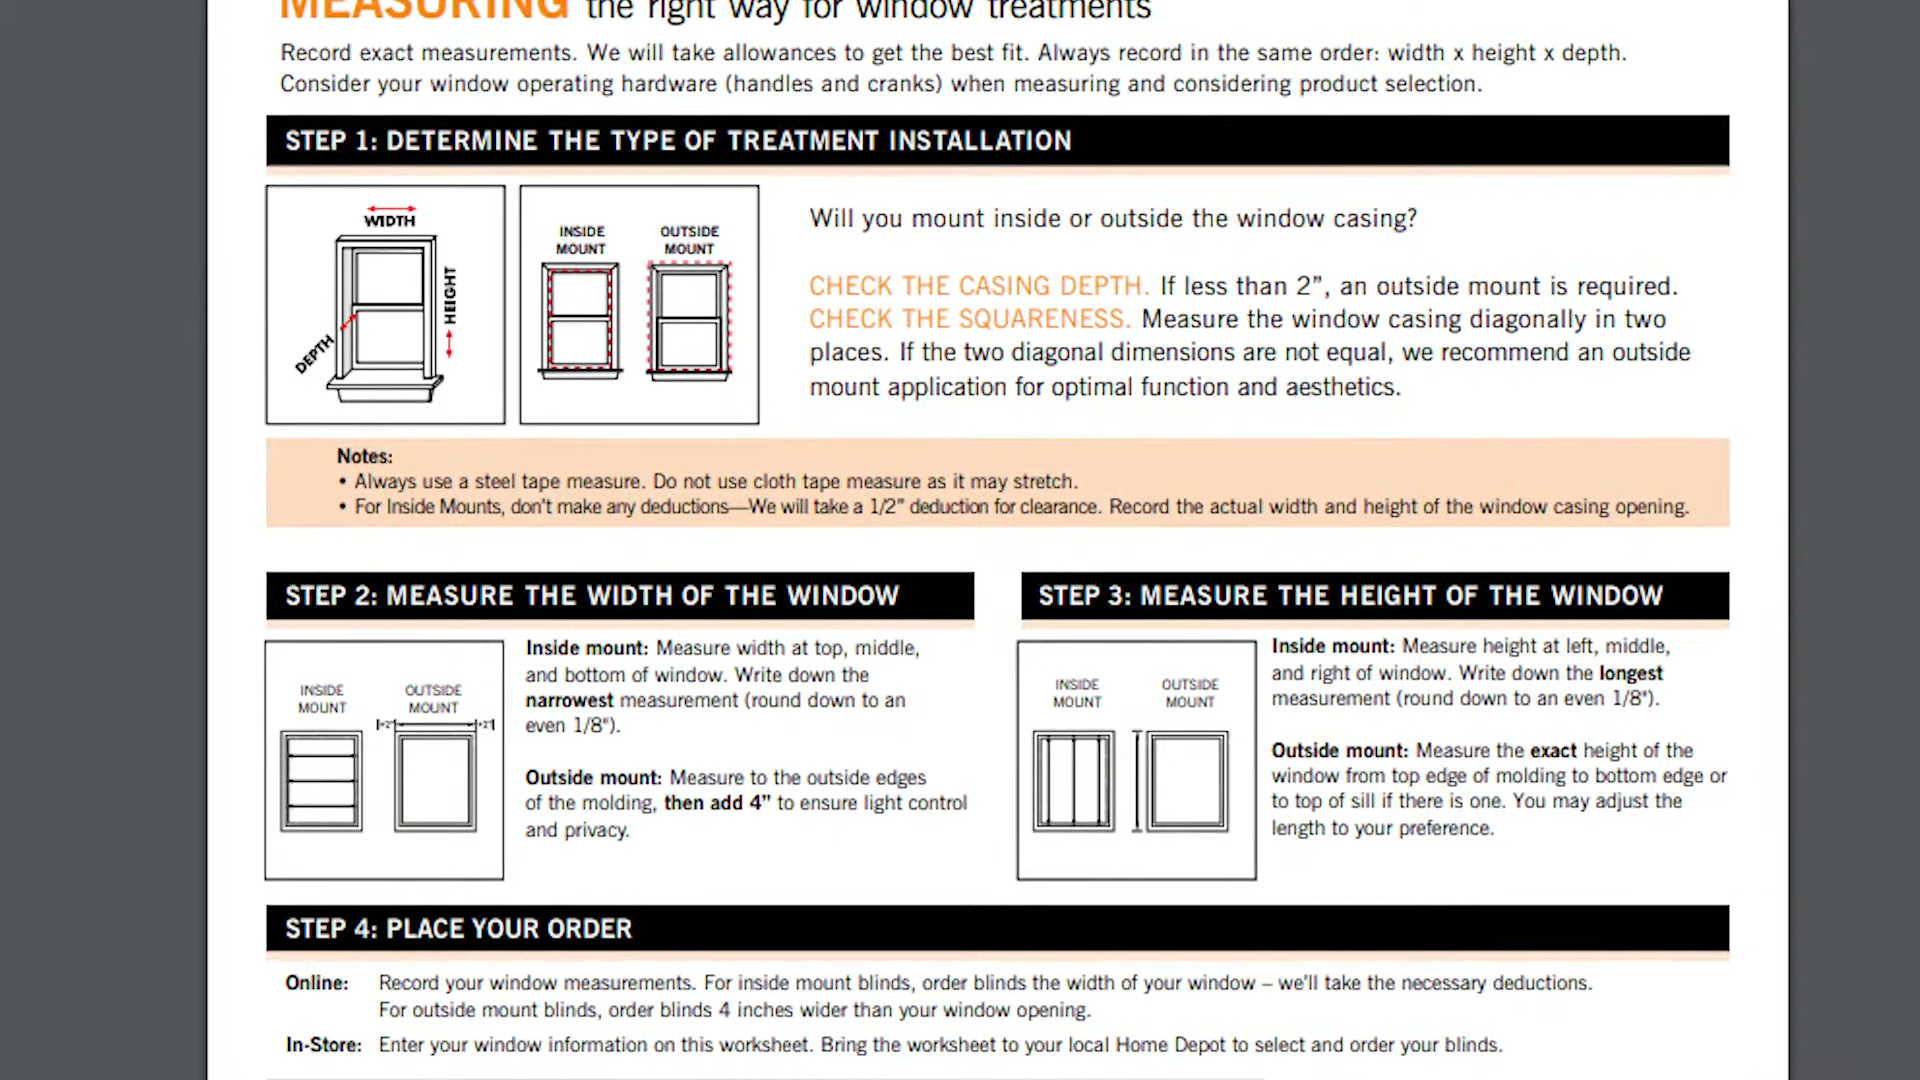 MEASURING the right way for window treatments
Record exact measurements. We will take allowances to get the best fit. Always record in the same order: width x height x depth.
Consider your window operating hardware (handles and cranks) when measuring and considering product selection.
STEP 1: DETERMINE THE TYPE OF TREATMENT INSTALLATION
WIDTH
HEIGHT
DEPTH
INSIDE
MOUNT
OUTSIDE
MOUNT
Will you mount inside or outside the window casing?
CHECK THE CASING DEPTH. If less than 2”, an outside mount is required.
CHECK THE SQUARENESS. Measure the window casing diagonally in two
places. If the two diagonal dimensions are not equal, we recommend an outside
mount application for optimal function and aesthetics.
Notes:
• Always use a steel tape measure. Do not use cloth tape measure as it may stretch.
• For Inside Mounts, don't make any deductions—We will take a 1/2” deduction for clearance. Record the actual width and height of the window casing opening.
STEP 2: MEASURE THE WIDTH OF THE WINDOW
INSIDE
MOUNT
OUTSIDE
MOUNT
+2"
+2"
Inside mount: Measure width at top, middle,
and bottom of window. Write down the
narrowest measurement (round down to an
even 1/8").
Outside mount: Measure to the outside edges
of the molding, then add 4” to ensure light control
and privacy.
STEP 3: MEASURE THE HEIGHT OF THE WINDOW
INSIDE
MOUNT
OUTSIDE
MOUNT
Inside mount: Measure height at left, middle,
and right of window. Write down the longest
measurement (round down to an even 1/8").
Outside mount: Measure the exact height of the
window from top edge of molding to bottom edge or
to top of sill if there is one. You may adjust the
length to your preference.
STEP 4: PLACE YOUR ORDER
Online: Record your window measurements. For inside mount blinds, order blinds the width of your window – we'll take the necessary deductions.
For outside mount blinds, order blinds 4 inches wider than your window opening.
In-Store: Enter your window information on this worksheet. Bring the worksheet to your local Home Depot to select and order your blinds.